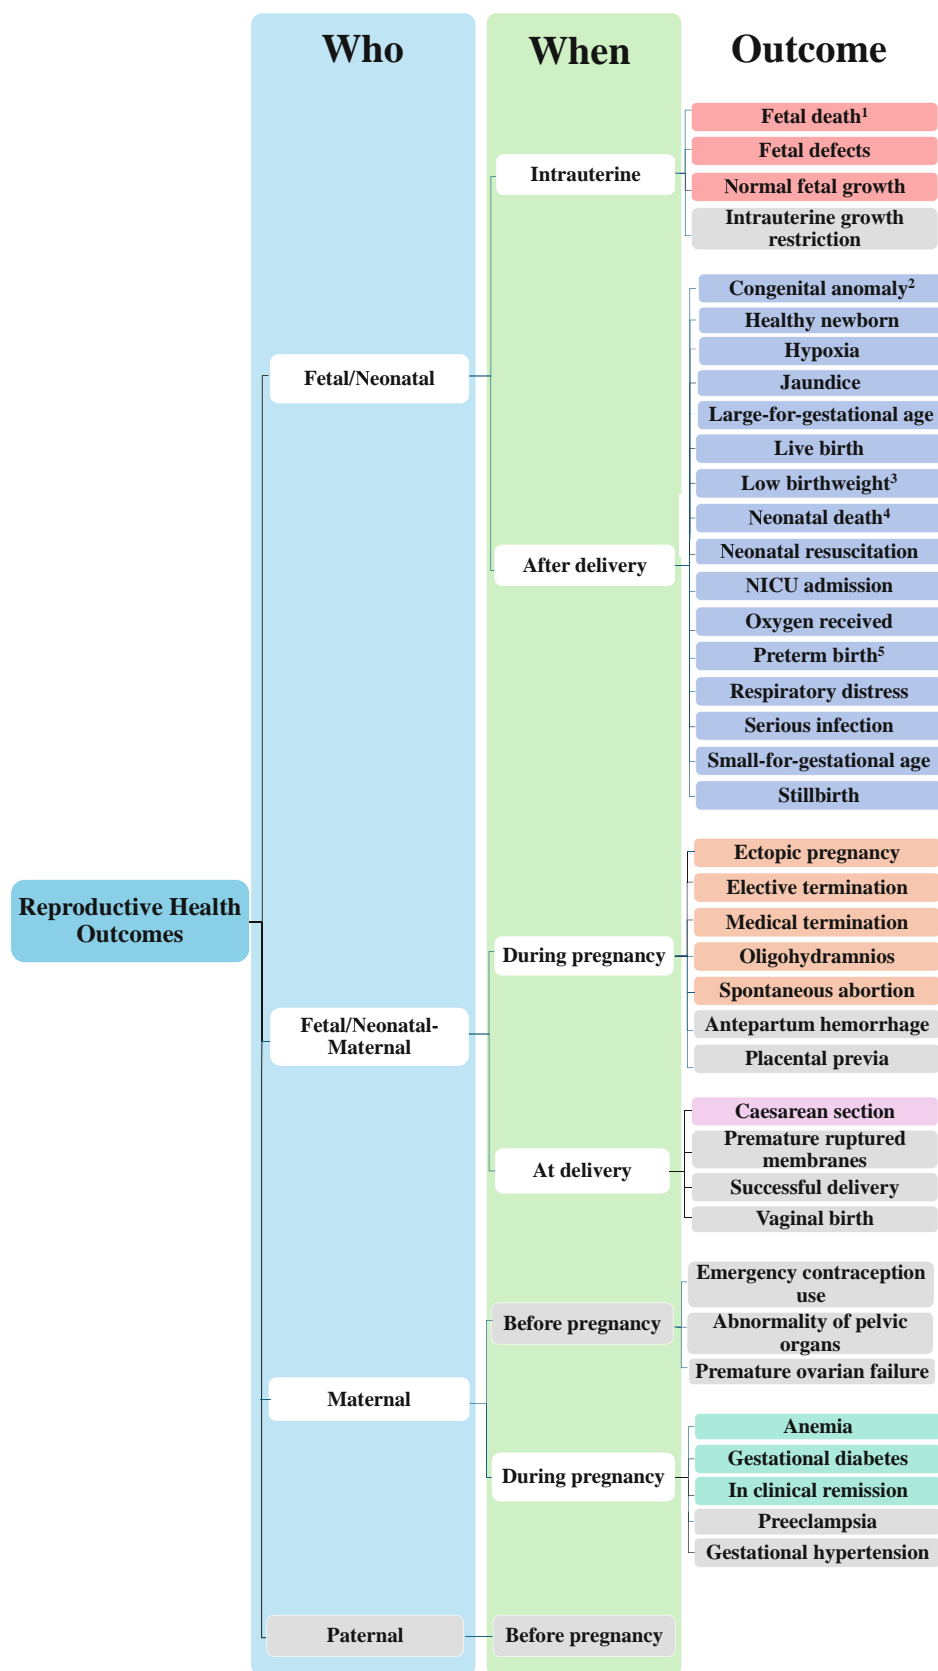 Who
When
Outcome
Reproductive Health
Outcomes
Fetal/Neonatal
Intrauterine
Fetal death¹
Fetal defects
Normal fetal growth
Intrauterine growth
restriction
After delivery
Congenital anomaly²
Healthy newborn
Hypoxia
Jaundice
Large-for-gestational age
Live birth
Low birthweight³
Neonatal death⁴
Neonatal resuscitation
NICU admission
Oxygen received
Preterm birth⁵
Respiratory distress
Serious infection
Small-for-gestational age
Stillbirth
Fetal/Neonatal-
Maternal
During pregnancy
Ectopic pregnancy
Elective termination
Medical termination
Oligohydramnios
Spontaneous abortion
Antepartum hemorrhage
Placental previa
At delivery
Caesarean section
Premature ruptured
membranes
Successful delivery
Vaginal birth
Maternal
Before pregnancy
Emergency contraception
use
Abnormality of pelvic
organs
Premature ovarian failure
During pregnancy
Anemia
Gestational diabetes
In clinical remission
Preeclampsia
Gestational hypertension
Paternal
Before pregnancy